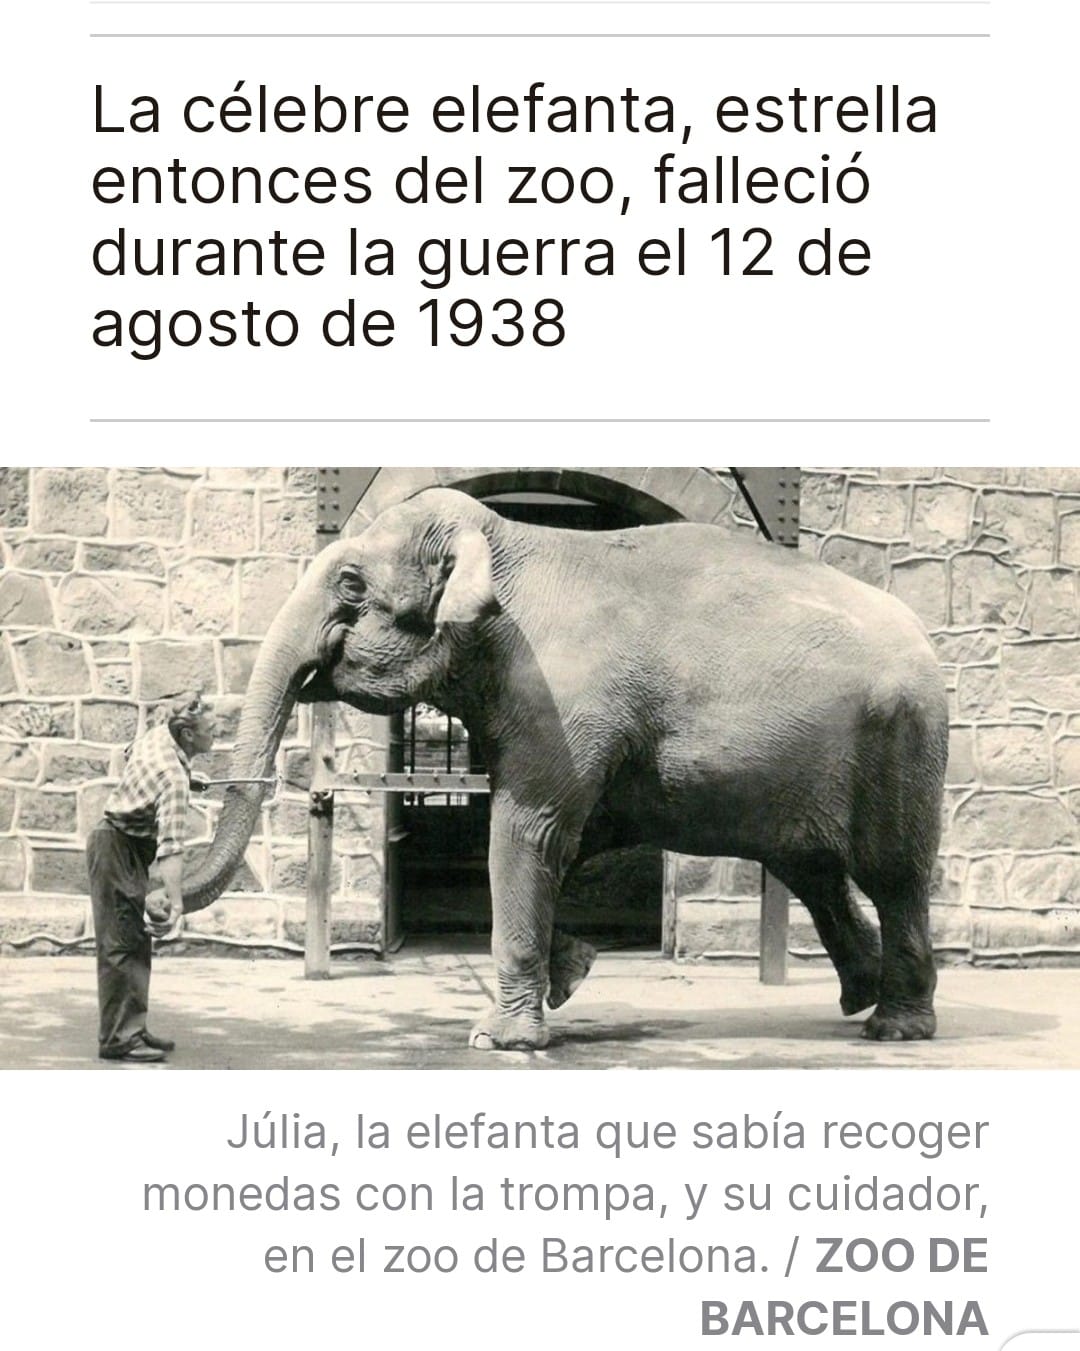 La célebre elefanta, estrella
entonces del zoo, falleció
durante la guerra el 12 de
agosto de 1938
Júlia, la elefanta que sabía recoger
monedas con la trompa, y su cuidador,
en el zoo de Barcelona. / ZOO DE
BARCELONA